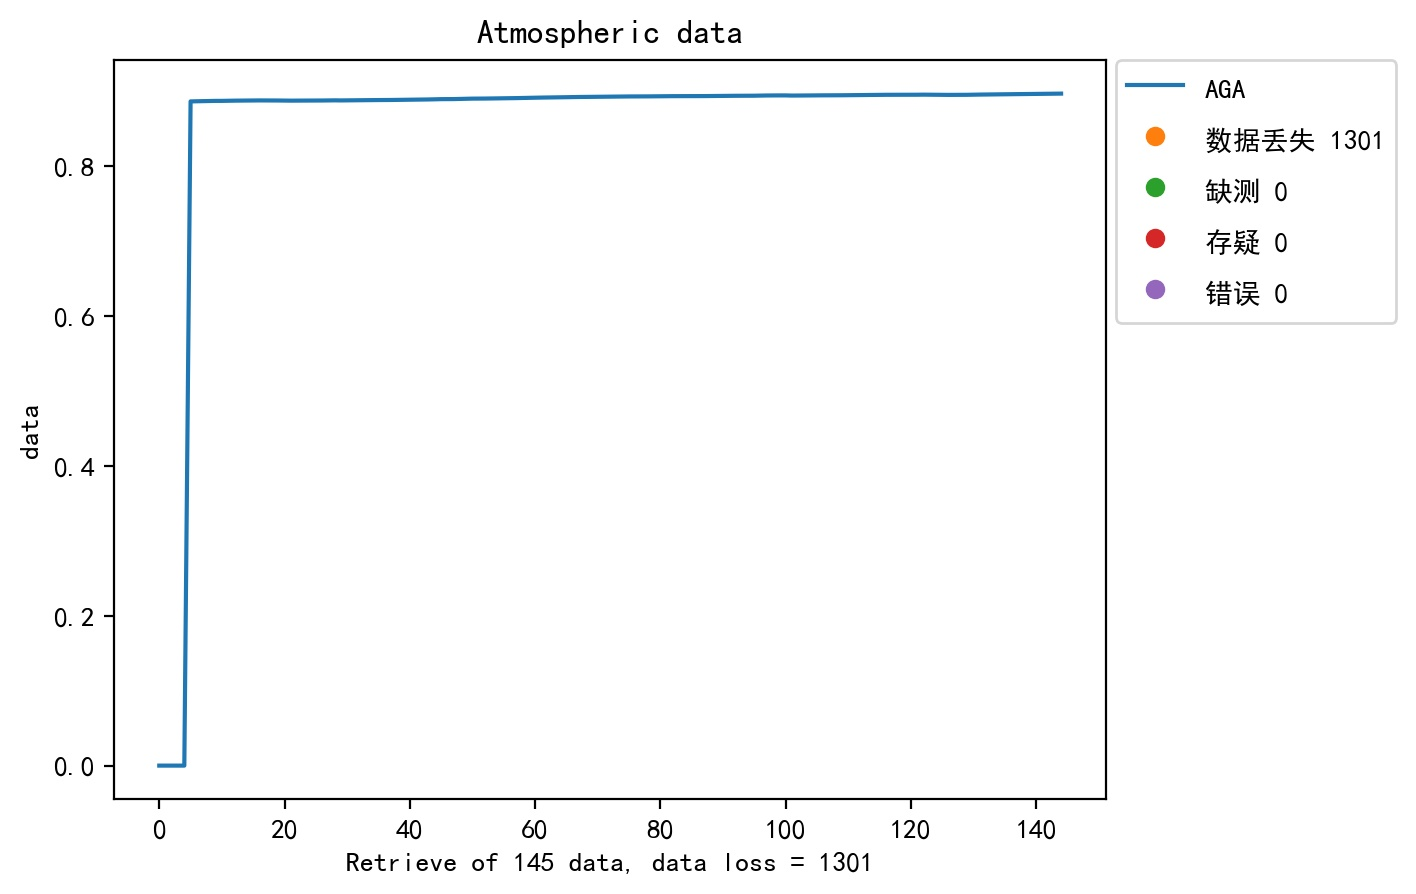 Atmospheric data
AGA
数据丢失 1301
缺测 0
存疑 0
错误 0
0.8
0.6
0.4
0.2
0.0
data
0 20 40 60 80 100 120 140
Retrieve of 145 data, data loss = 1301